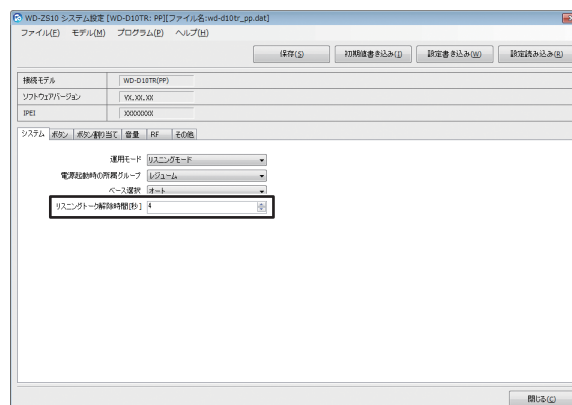 WD-ZS10 システム設定 [WD-D10TR: PP][ファイル名:wd-d10tr_pp.dat]
ファイル(F) モデル(M) プログラム(P) ヘルプ(H)
保存(S) 初期値書き込み(I) 設定書き込み(W) 設定読み込み(R)
接続モデル WD-D10TR(PP)
ソフトウェアバージョン VX.XX.XX
IPEI XXXXXXXX
システム ボタン ボタン割り当て 音量 RF その他
運用モード リスニングモード
電源起動時の所属グループ レジューム
ベース選択 オート
リスニングトーク解除時間[秒] 4
閉じる(C)